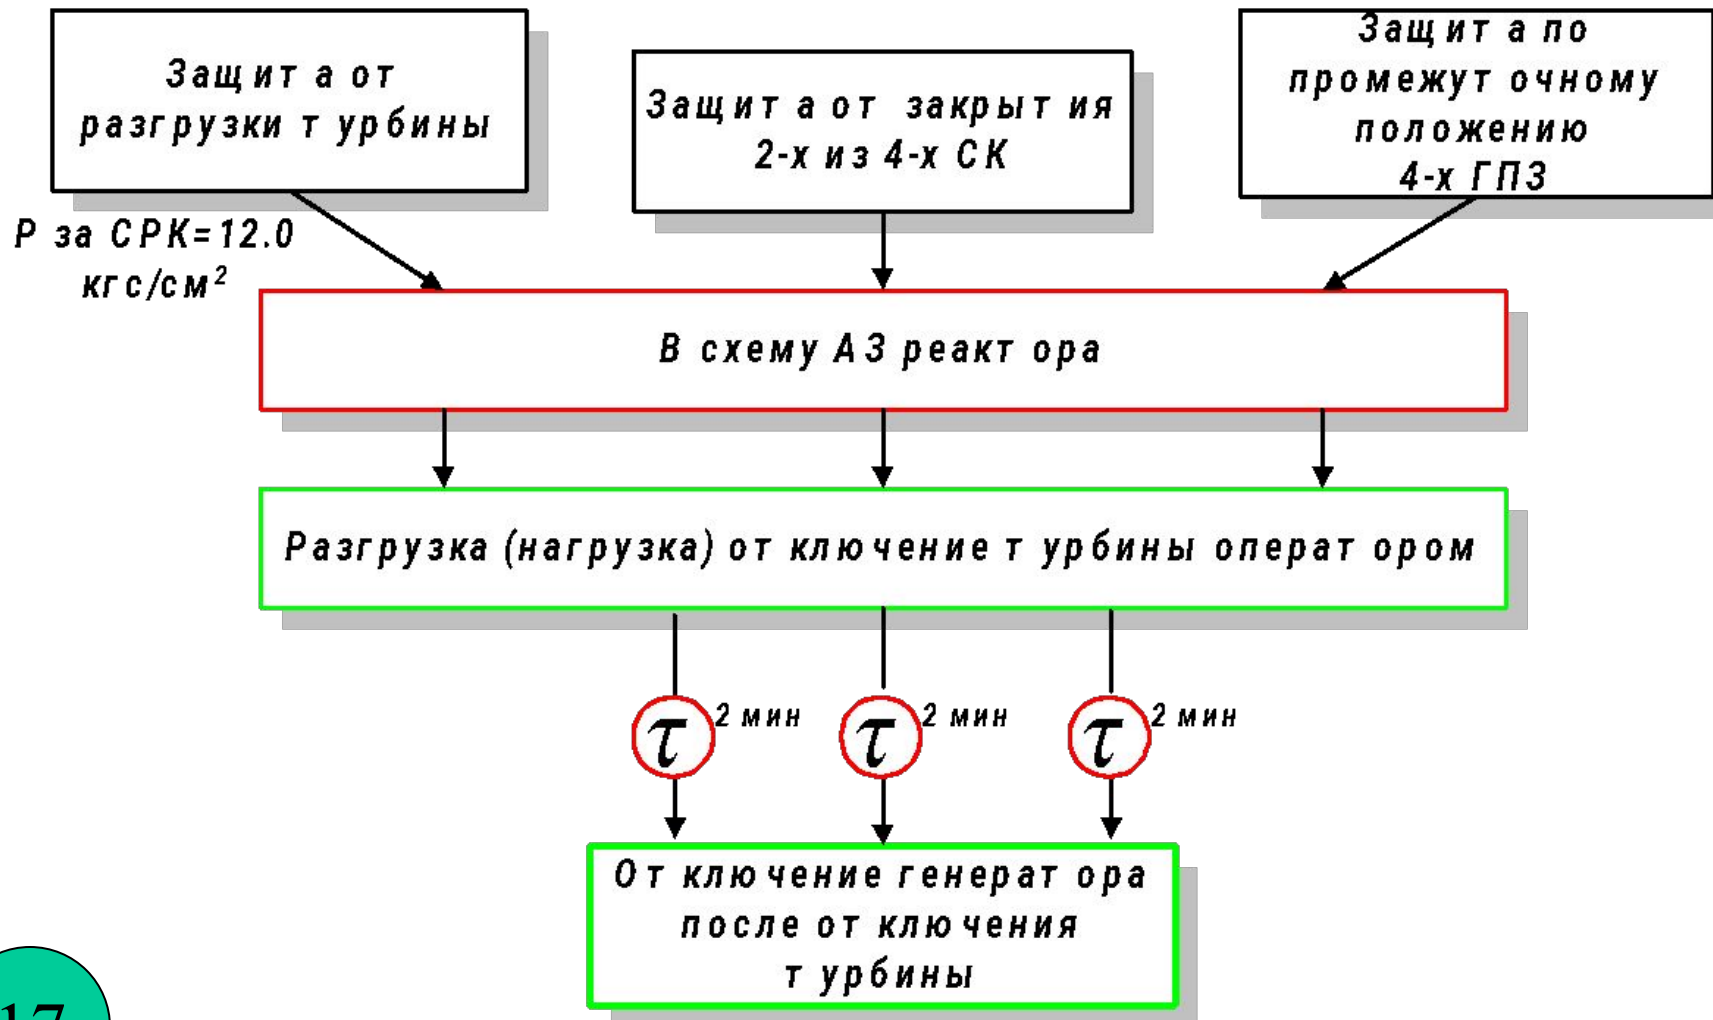 Защита от
разгрузки турбины
Защита от закрытия
2-х из 4-х СК
Защита по
промежуточному
положению
4-х ГПЗ
Р за СРК=12.0
кгс/см²
В схему АЗ реактора
Разгрузка (нагрузка) отключение турбины оператором
τ 2 мин τ 2 мин τ 2 мин
Отключение генератора
после отключения
турбины
17